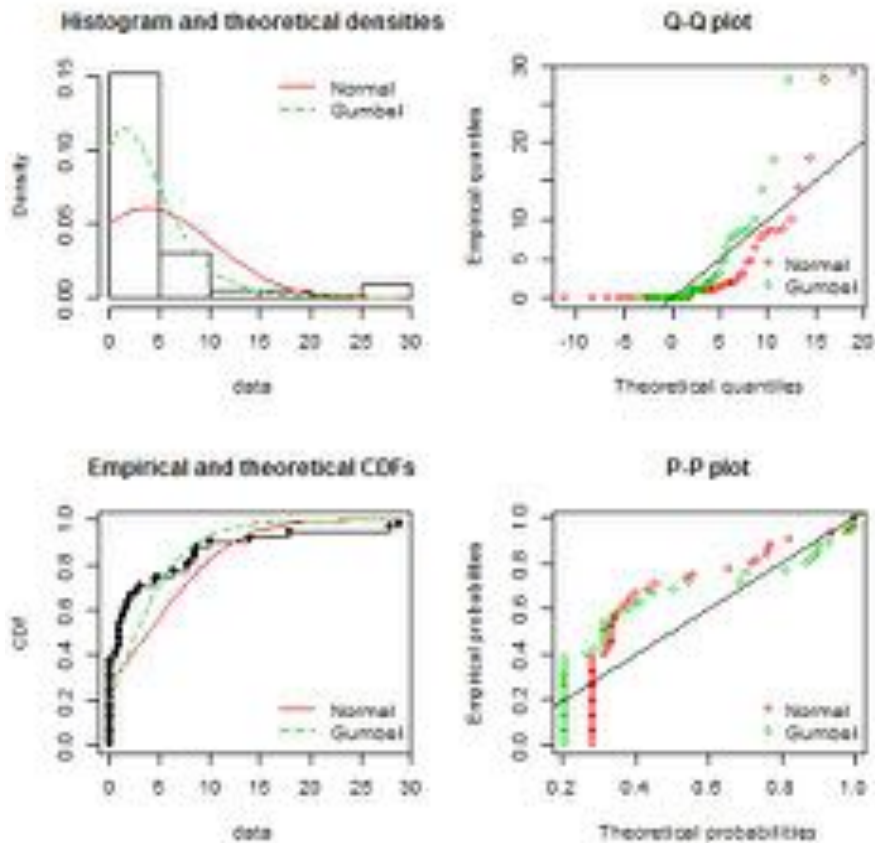 Histogram and theoretical densities
Density
0.00 0.05 0.10 0.15
Normal
Gumbel
0 5 10 15 20 25 30
data
Q-Q plot
Empirical quantiles
0 5 10 20 30
Normal
Gumbel
-10 -5 0 5 10 15 20
Theoretical quantiles
Empirical and theoretical CDFs
CDF
0.0 0.2 0.4 0.6 0.8 1.0
Normal
Gumbel
0 5 10 15 20 25 30
data
P-P plot
Empirical probabilities
0.0 0.2 0.4 0.6 0.8 1.0
Normal
Gumbel
0.2 0.4 0.6 0.8 1.0
Theoretical probabilities